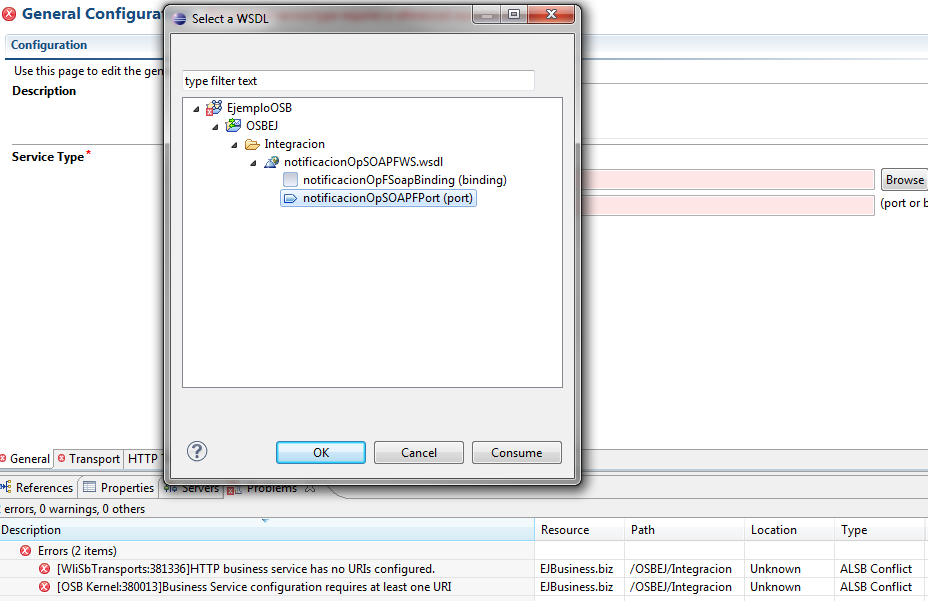 General Configura
Select a WSDL
Configuration
Use this page to edit the gen
Description
type filter text
EjemploOSB
OSBEJ
Integracion
Service Type*
notificacionOpSOAPFWS.wsdl
notificacionOpFSoapBinding (binding)
Browse
notificacionOpSOAPFPort (port)
(port or b
?
OK
Cancel
Consume
General
Transport
HTTP T
References
Properties
Servers
Problems
errors, 0 warnings, 0 others
Description
Resource
Path
Location
Type
Errors (2 items)
[WliSbTransports:381336]HTTP business service has no URIs configured.
EJBusiness.biz
/OSBEJ/Integracion
Unknown
ALSB Conflict
[OSB Kernel:380013]Business Service configuration requires at least one URI
EJBusiness.biz
/OSBEJ/Integracion
Unknown
ALSB Conflict